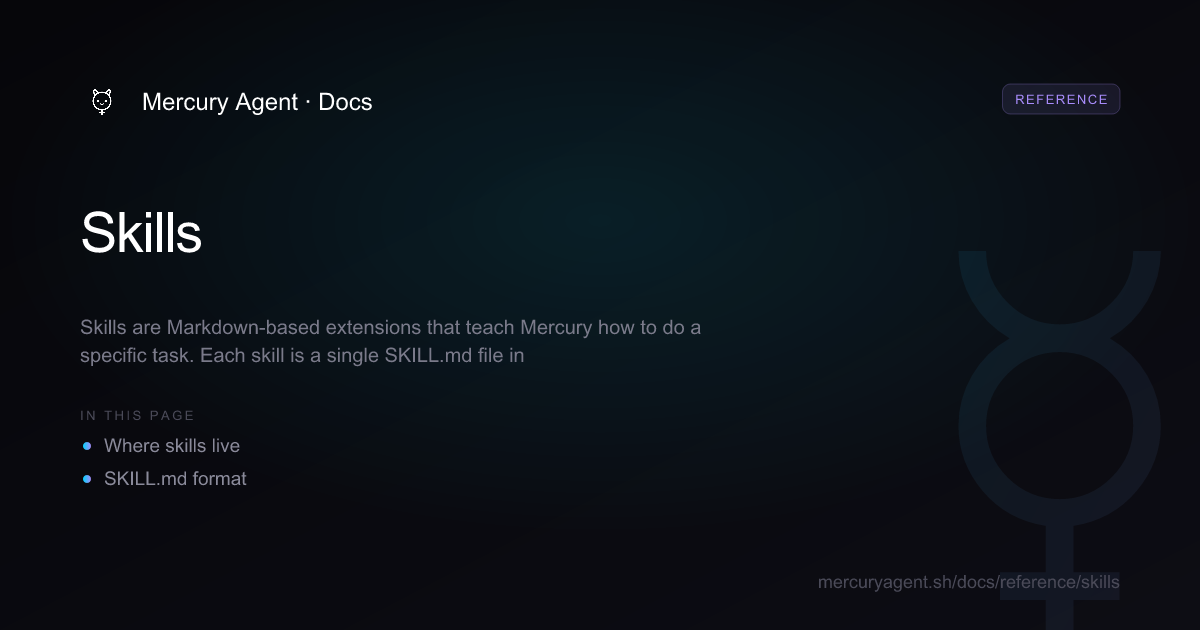 Mercury Agent · Docs
REFERENCE
Skills
Skills are Markdown-based extensions that teach Mercury how to do a
specific task. Each skill is a single SKILL.md file in
IN THIS PAGE
Where skills live
SKILL.md format
mercuryagent.sh/docs/reference/skills